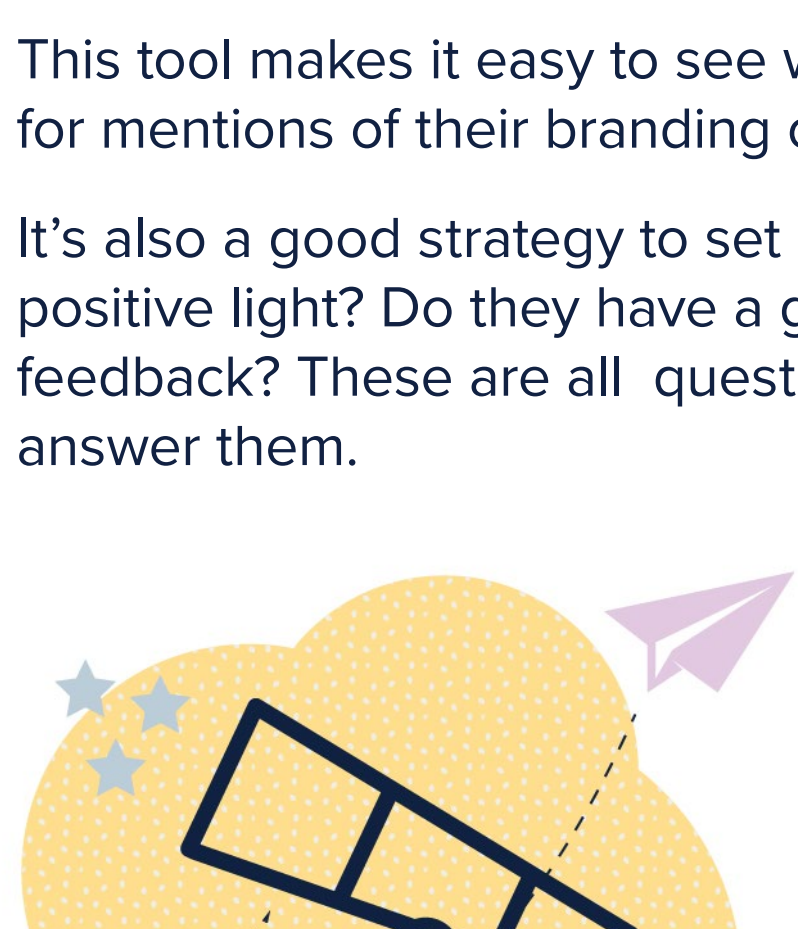 This tool makes it easy to see
for mentions of their branding
It’s also a good strategy to set
positive light? Do they have a
feedback? These are all  quest
answer them.